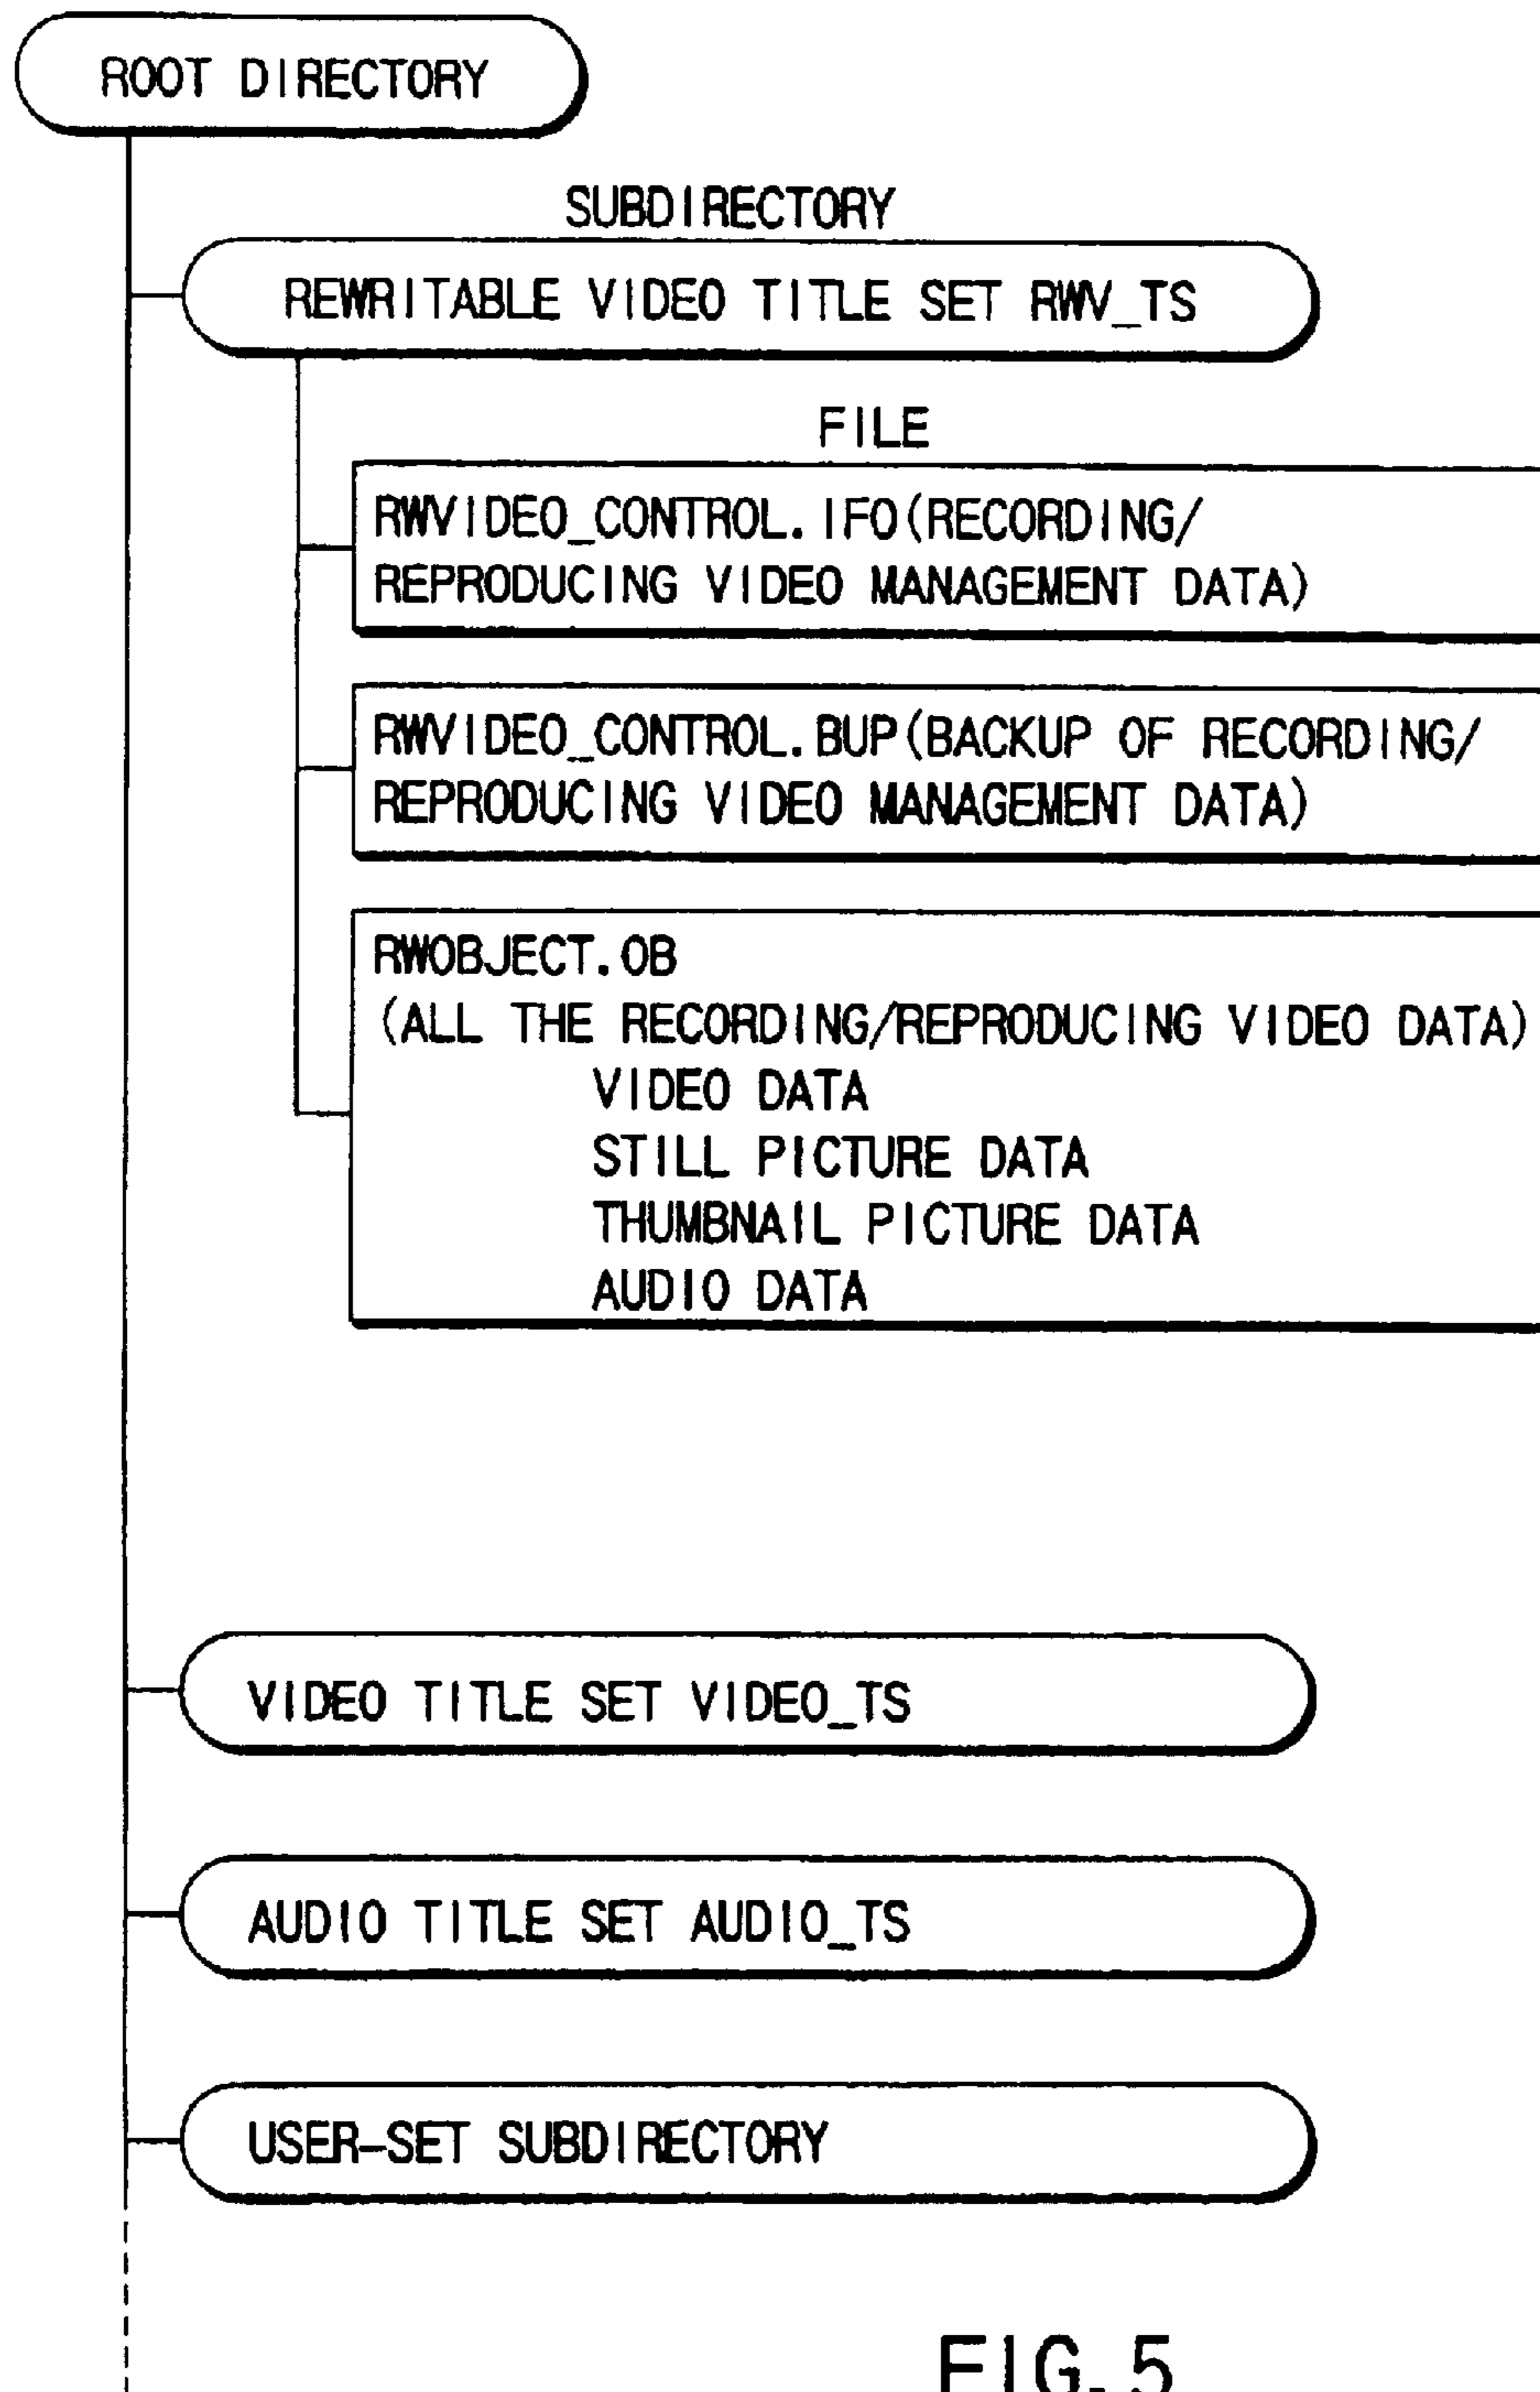 ROOT DIRECTORY
SUBDIRECTORY
REWRITABLE VIDEO TITLE SET RWV_TS
FILE
RWVIDEO_CONTROL.IFO(RECORDING/
REPRODUCING VIDEO MANAGEMENT DATA)
RWVIDEO_CONTROL.BUP(BACKUP OF RECORDING/
REPRODUCING VIDEO MANAGEMENT DATA)
RWOBJECT.OB
(ALL THE RECORDING/REPRODUCING VIDEO DATA)
VIDEO DATA
STILL PICTURE DATA
THUMBNAIL PICTURE DATA
AUDIO DATA
VIDEO TITLE SET VIDEO_TS
AUDIO TITLE SET AUDIO_TS
USER-SET SUBDIRECTORY
FIG. 5